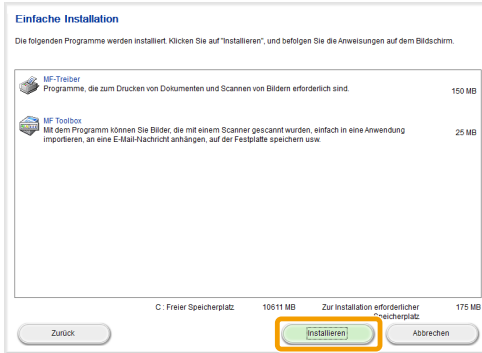 Einfache Installation
Die folgenden Programme werden installiert. Klicken Sie auf "Installieren", und befolgen Sie die Anweisungen auf dem Bildschirm.
MF-Treiber
Programme, die zum Drucken von Dokumenten und Scannen von Bildern erforderlich sind.
150 MB
MF Toolbox
Mit dem Programm können Sie Bilder, die mit einem Scanner gescannt wurden, einfach in eine Anwendung
importieren, an eine E-Mail-Nachricht anhängen, auf der Festplatte speichern usw.
25 MB
C : Freier Speicherplatz 10611 MB Zur Installation erforderlicher 175 MB
Speicherplatz
Zurück Installieren Abbrechen